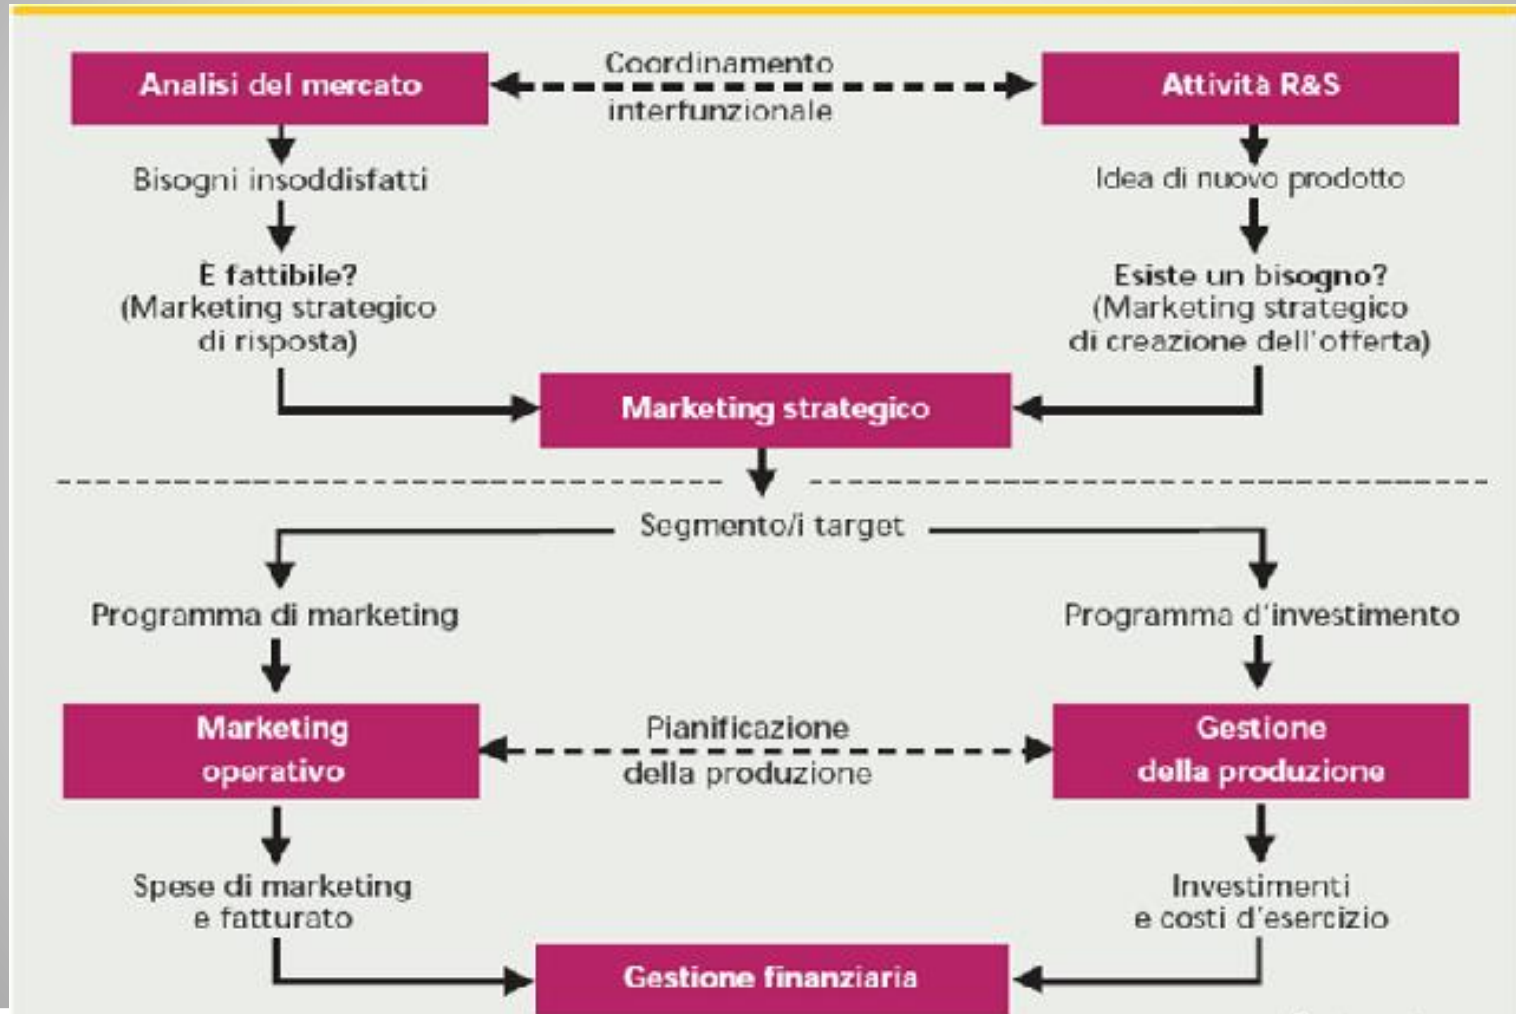 Analisi del mercato
Coordinamento
interfunzionale
Attività R&S
Bisogni insoddisfatti
Idea di nuovo prodotto
È fattibile?
(Marketing strategico
di risposta)
Esiste un bisogno?
(Marketing strategico
di creazione dell'offerta)
Marketing strategico
Segmento/i target
Programma di marketing
Programma d'investimento
Marketing
operativo
Pianificazione
della produzione
Gestione
della produzione
Spese di marketing
e fatturato
Investimenti
e costi d'esercizio
Gestione finanziaria